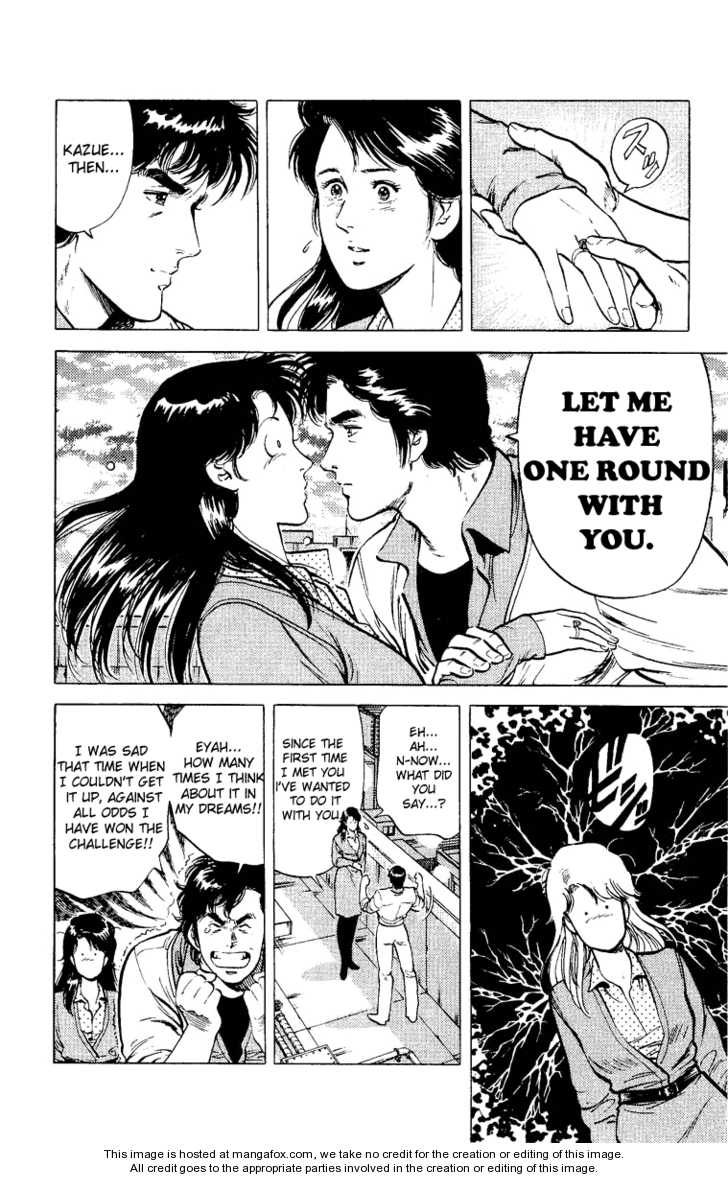 スッ
KAZUE...
THEN...
LET ME
HAVE
ONE ROUND
WITH
YOU.
EH...
AH...
N-NOW...
WHAT DID
YOU
SAY...?
SINCE THE
FIRST TIME
I MET YOU
I'VE WANTED
TO DO IT
WITH YOU
EYAH...
HOW MANY
TIMES I THINK
ABOUT IT IN
MY DREAMS!!
I WAS SAD
THAT TIME WHEN
I COULDN'T GET
IT UP, AGAINST
ALL ODDS I
HAVE WON THE
CHALLENGE!!
This image is hosted at mangafox.com, we take no credit for the creation or editing of this image.
All credit goes to the appropriate parties involved in the creation or editing of this image.